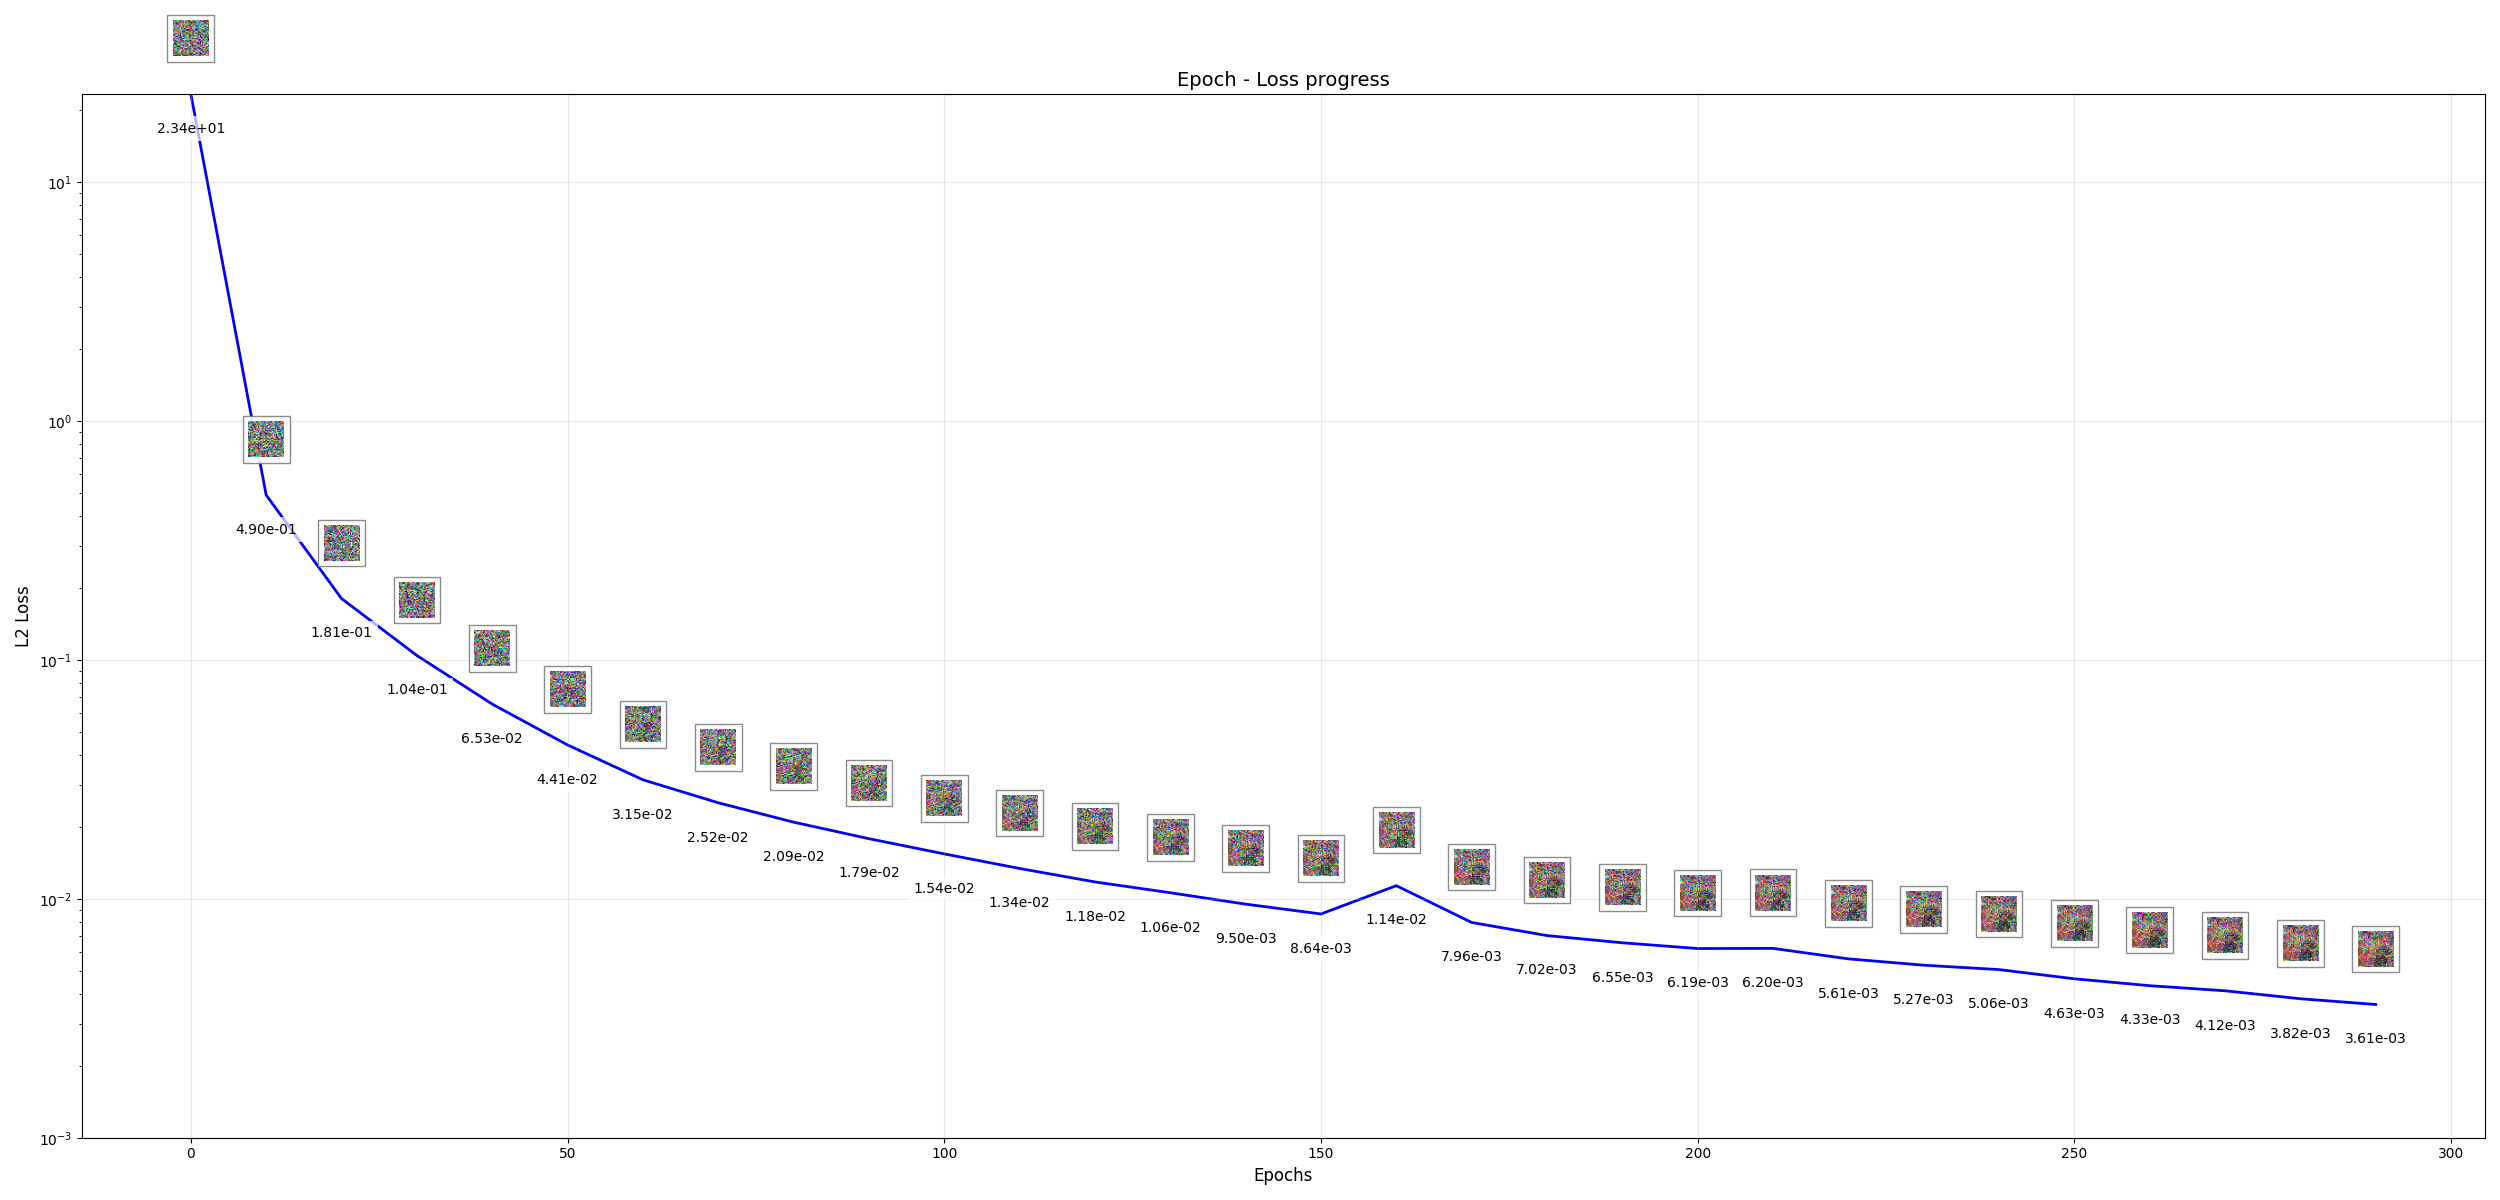 Epoch - Loss progress
2.34e+01
4.90e-01
1.81e-01
1.04e-01
6.53e-02
4.41e-02
3.15e-02
2.52e-02
2.09e-02
1.79e-02
1.54e-02
1.34e-02
1.18e-02
1.06e-02
9.50e-03
8.64e-03
1.14e-02
7.96e-03
7.02e-03
6.55e-03
6.19e-03
6.20e-03
5.61e-03
5.27e-03
5.06e-03
4.63e-03
4.33e-03
4.12e-03
3.82e-03
3.61e-03
L2 Loss
10¹
10⁰
10⁻¹
10⁻²
10⁻³
0 50 100 150 200 250 300
Epochs